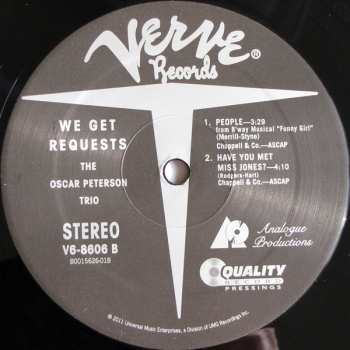 Verve®
Records
WE GET
REQUESTS
THE
OSCAR PETERSON
TRIO
STEREO
V6-8606 B
B0015626-01B
1. PEOPLE—3:29
from B'way Musical "Funny Girl"
(Merrill-Styne)
Chappell & Co.—ASCAP
2. HAVE YOU MET
MISS JONES?—4:10
(Rodgers-Hart)
Chappell & Co.—ASCAP
AP
Analogue
Productions
QUALITY
RECORD
PRESSINGS
℗ 2011 Universal Music Enterprises, a Division of UMG Recordings Inc.